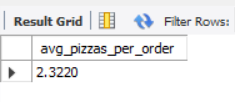 Result Grid Filter Rows:
avg_pizzas_per_order
2.3220